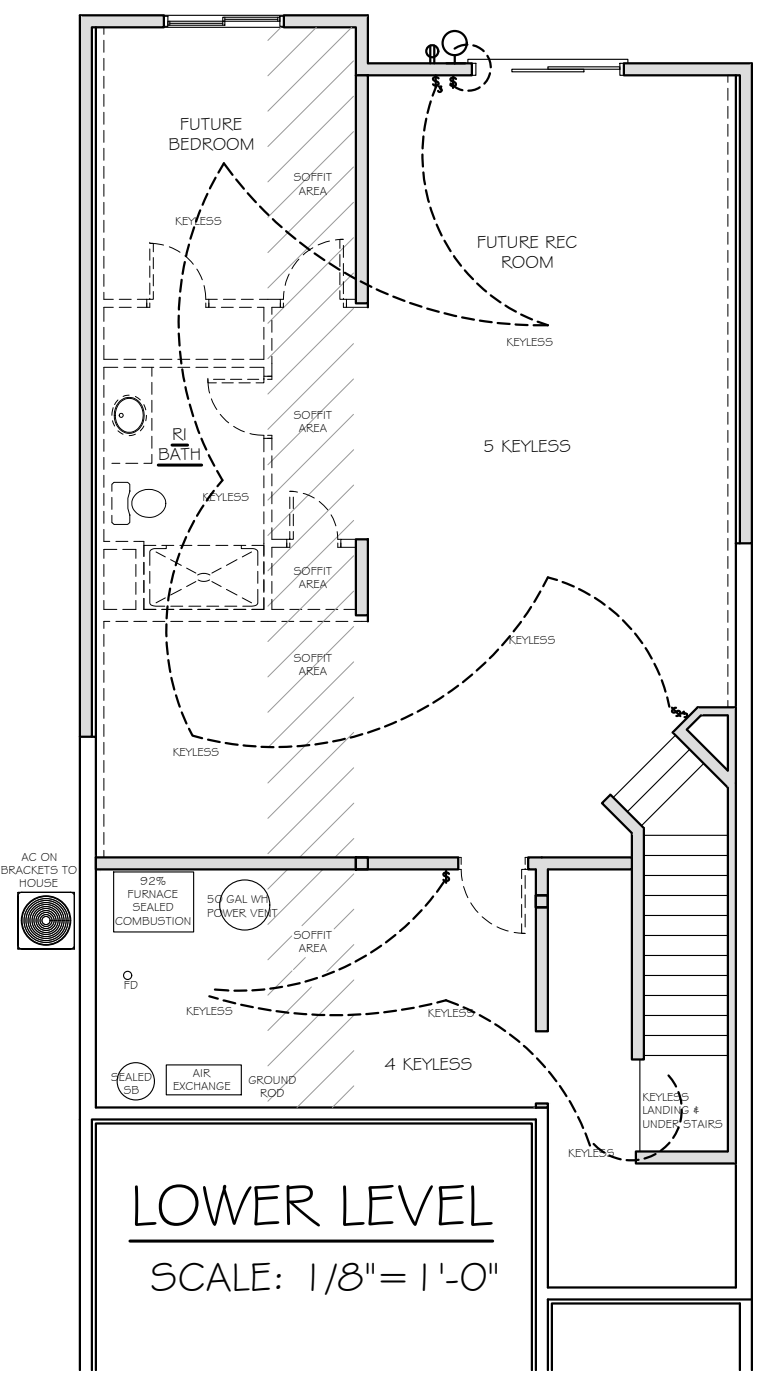 FUTURE
BEDROOM
SOFFIT
AREA
KEYLESS
$3
$
FUTURE REC
ROOM
KEYLESS
SOFFIT
AREA
RI
BATH
5 KEYLESS
KEYLESS
SOFFIT
AREA
KEYLESS
SOFFIT
AREA
KEYLESS
AC ON
BRACKETS TO
HOUSE
92%
FURNACE
SEALED
COMBUSTION
50 GAL WH
POWER VENT
$
SOFFIT
AREA
FD
KEYLESS
KEYLESS
SEALED
SB
AIR
EXCHANGE
GROUND
ROD
4 KEYLESS
KEYLESS
LANDING &
UNDER STAIRS
KEYLESS
LOWER LEVEL
SCALE: 1/8"=1'-0"